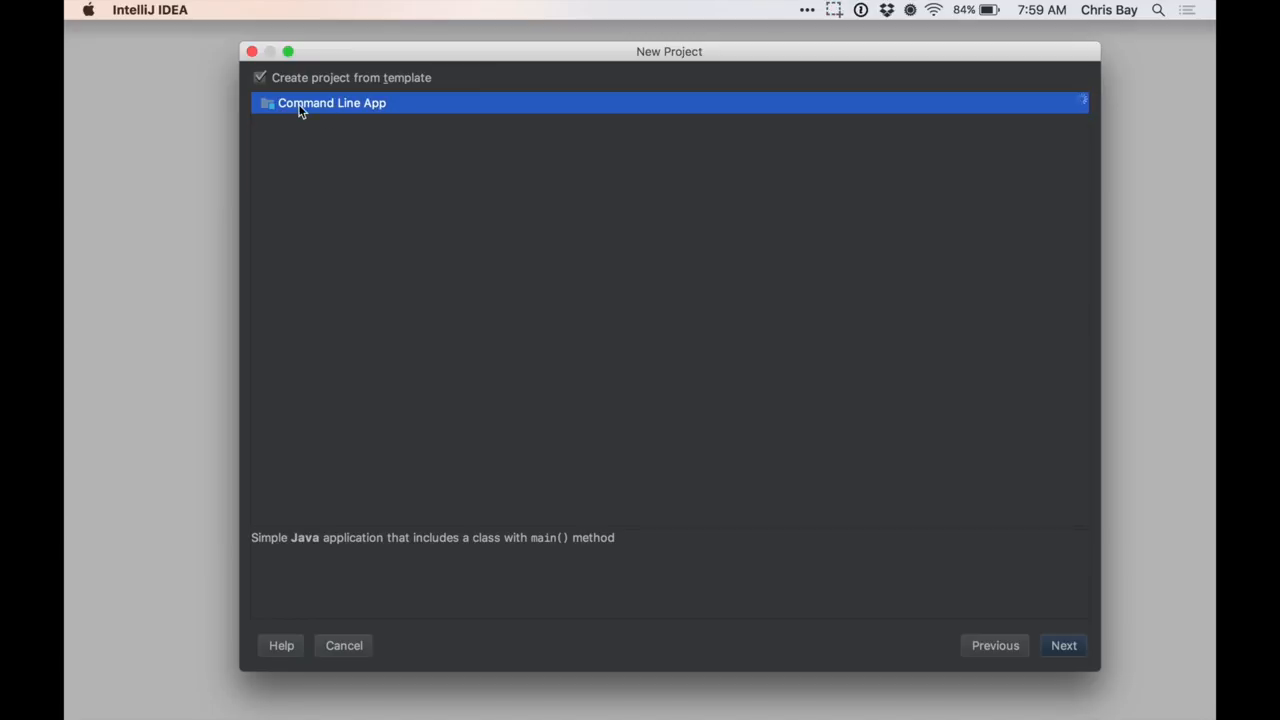 IntelliJ IDEA
84%
7:59 AM
Chris Bay
New Project
Create project from template
Command Line App
Simple Java application that includes a class with main() method
Help
Cancel
Previous
Next